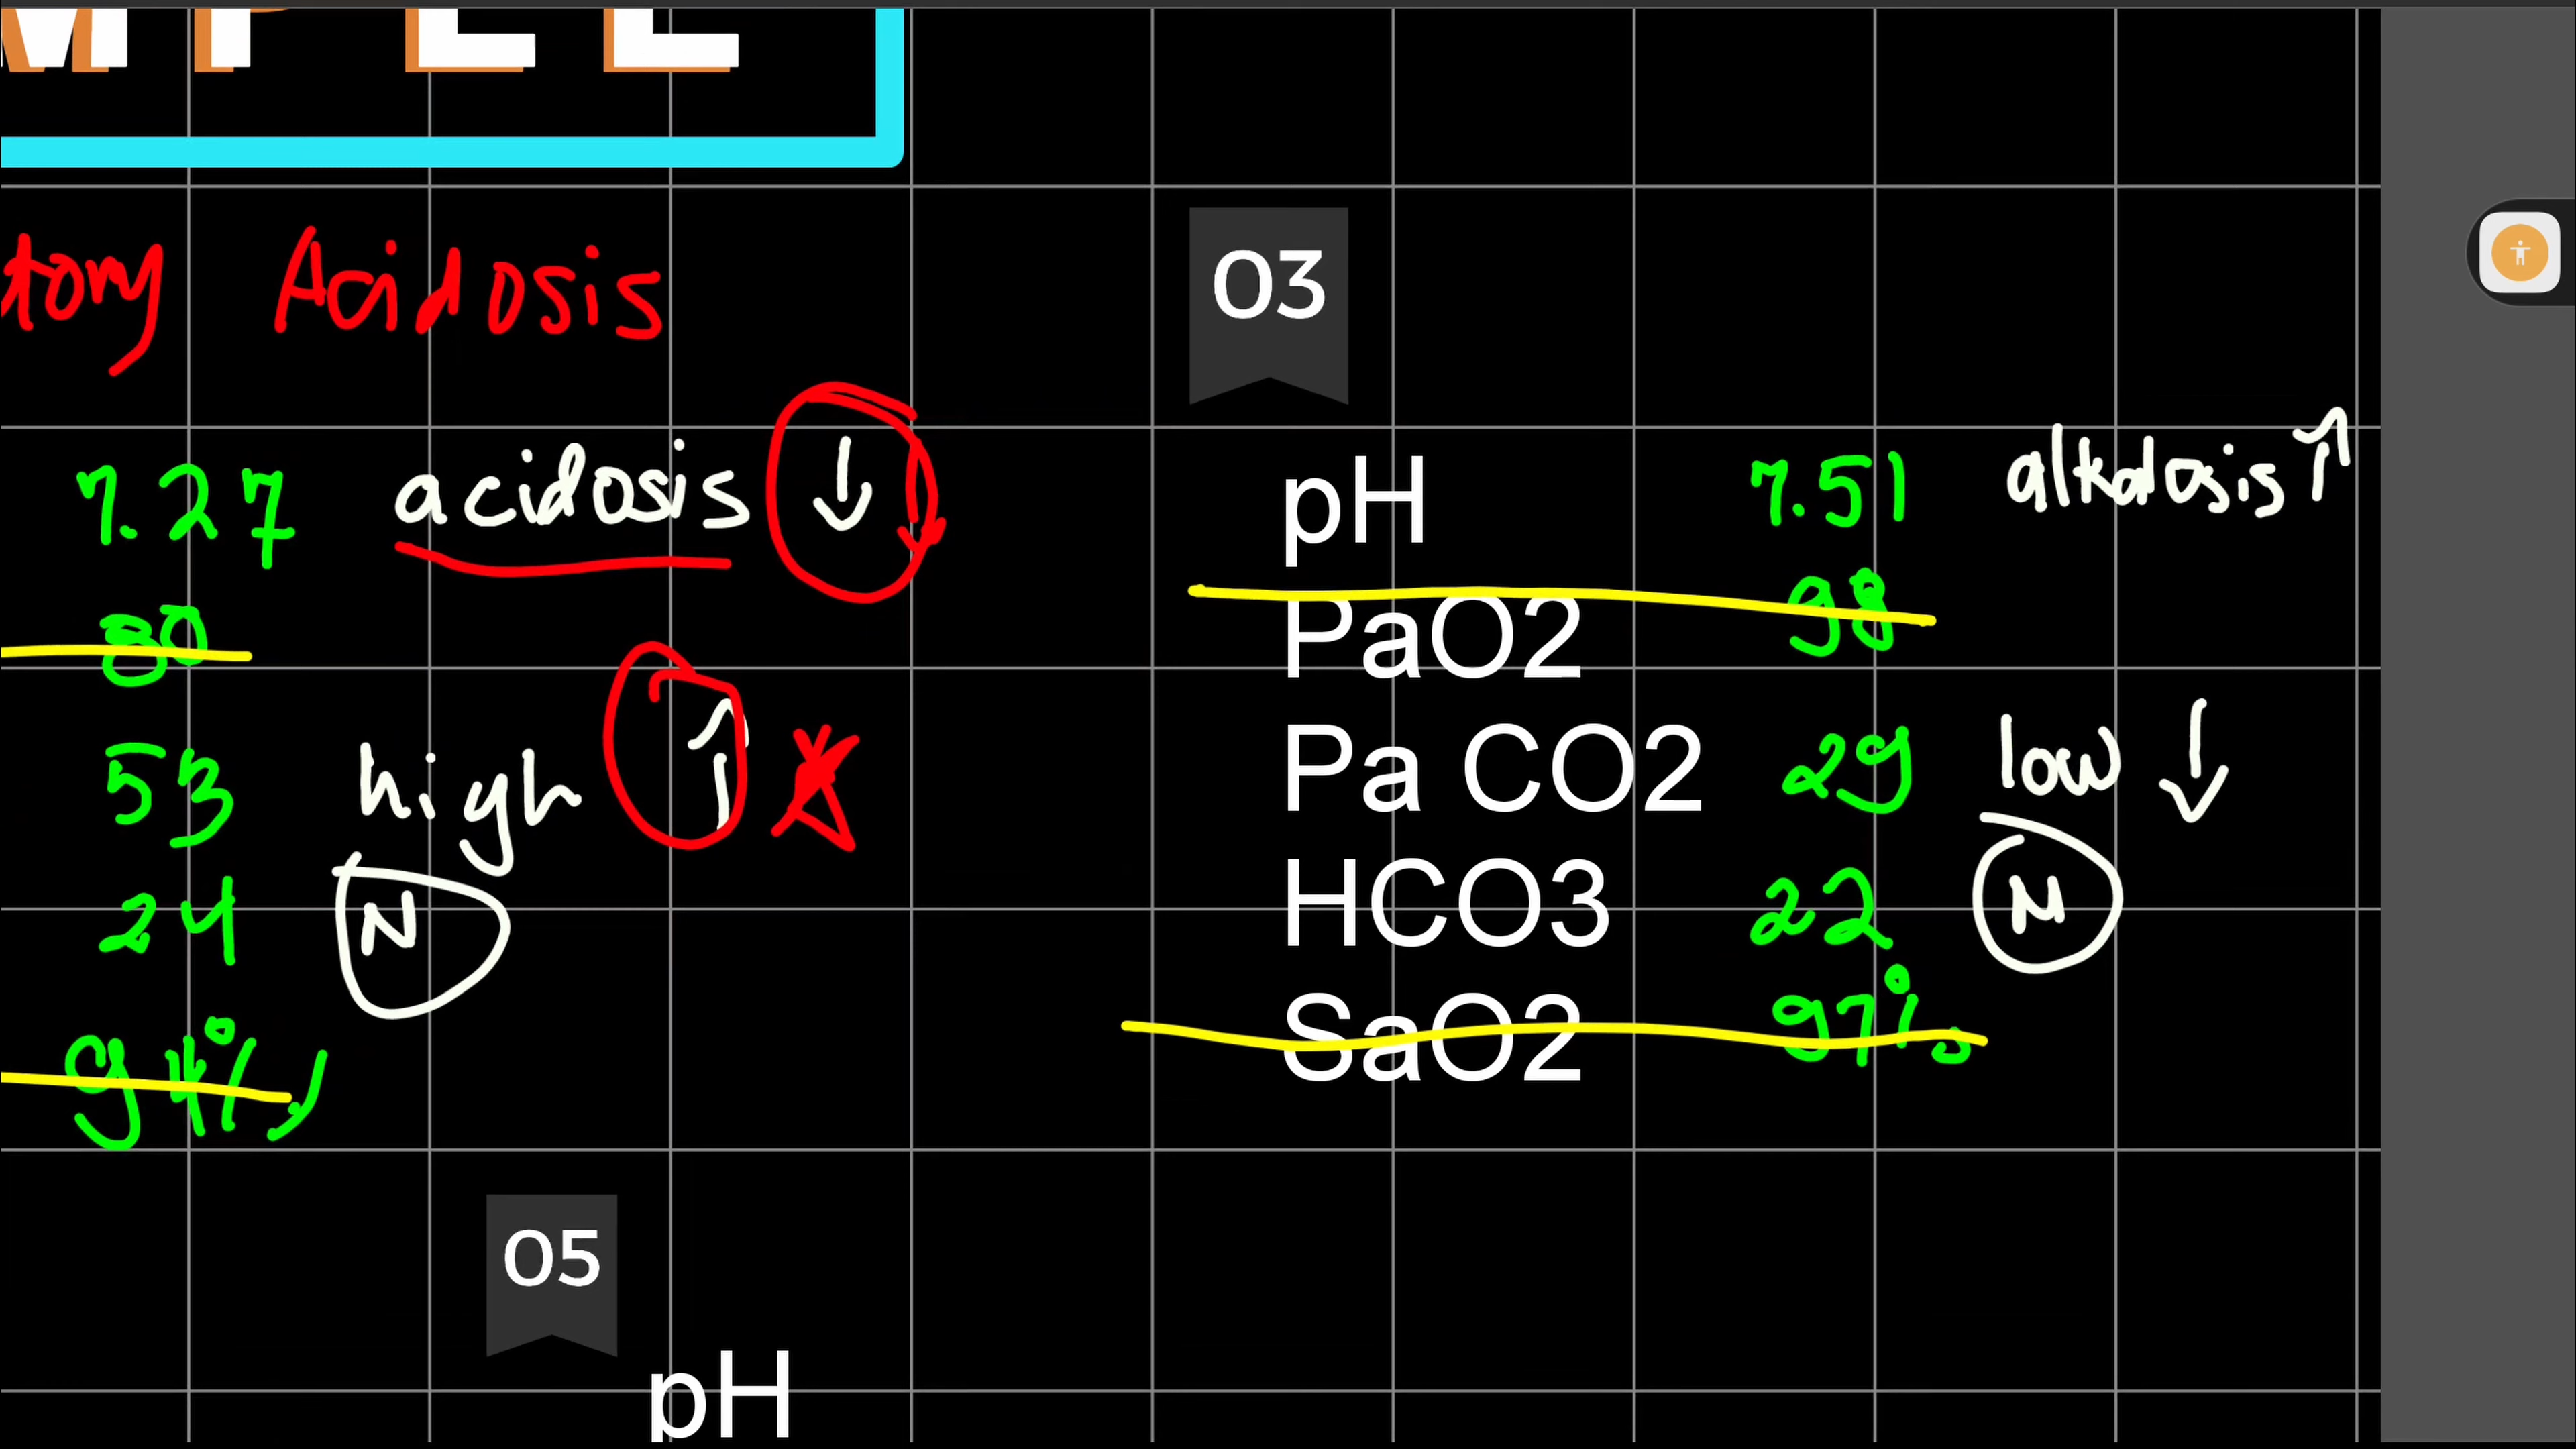 MPLE
tory Acidosis
7.27 acidosis ↓
80
53 high ↑
24 N
94%
03
pH 7.51 alkalosis ↑
PaO2 98
Pa CO2 29 low ↓
HCO3 22 N
SaO2 97%
05
pH